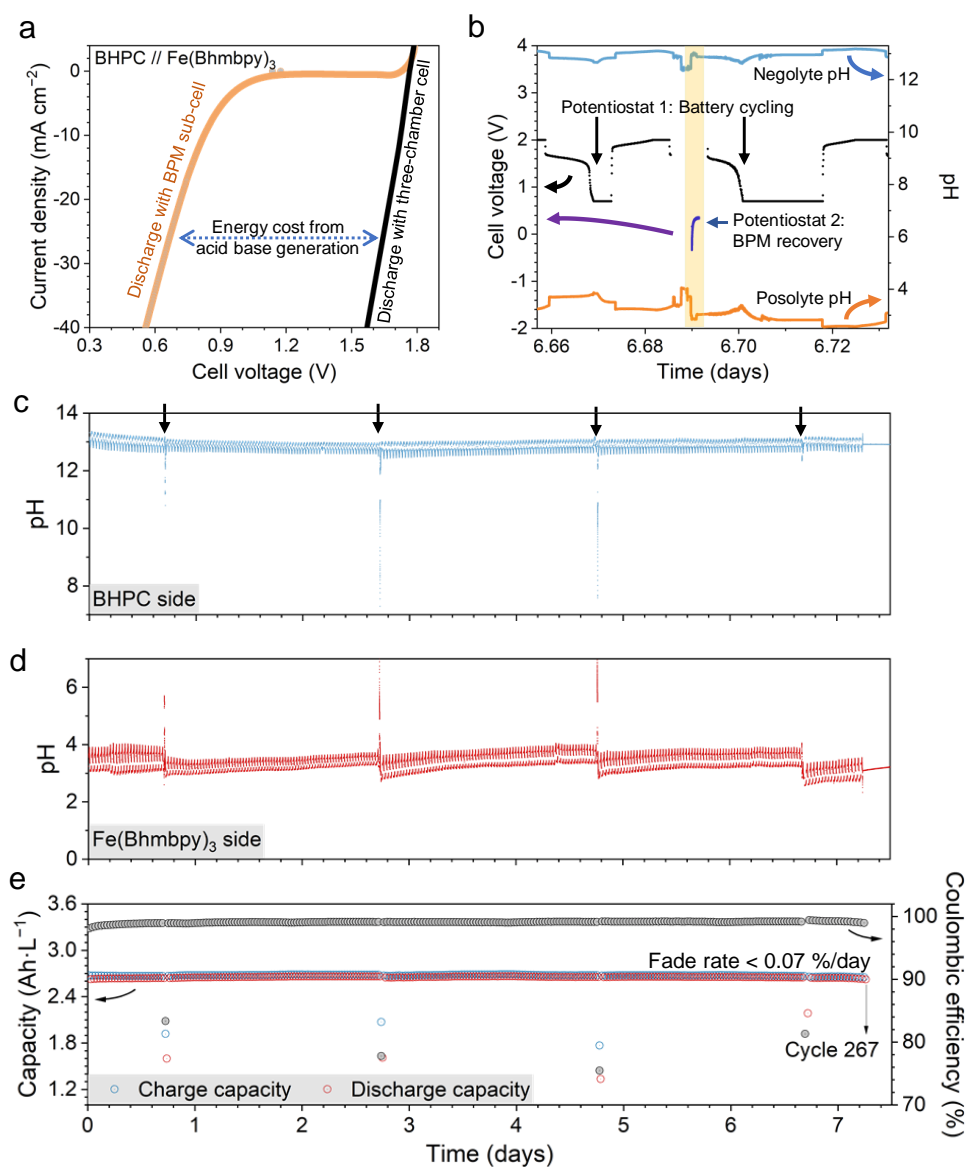 a
BHPC // Fe(Bhmbpy)₃
Discharge with BPM sub-cell
Discharge with three-chamber cell
Energy cost from
acid base generation
0
-10
-20
-30
-40
Current density (mA cm⁻²)
0.3 0.6 0.9 1.2 1.5 1.8
Cell voltage (V)
b
Negolyte pH
Potentiostat 1: Battery cycling
Potentiostat 2:
BPM recovery
Posolyte pH
4
3
2
1
0
-1
-2
Cell voltage (V)
12
10
8
6
4
pH
6.66 6.68 6.70 6.72
Time (days)
c
14
12
10
8
pH
BHPC side
d
6
4
2
0
pH
Fe(Bhmbpy)₃ side
e
3.6
3.0
2.4
1.8
1.2
Capacity (Ah·L⁻¹)
Fade rate < 0.07 %/day
Cycle 267
Charge capacity
Discharge capacity
100
90
80
70
Coulombic efficiency (%)
0 1 2 3 4 5 6 7
Time (days)